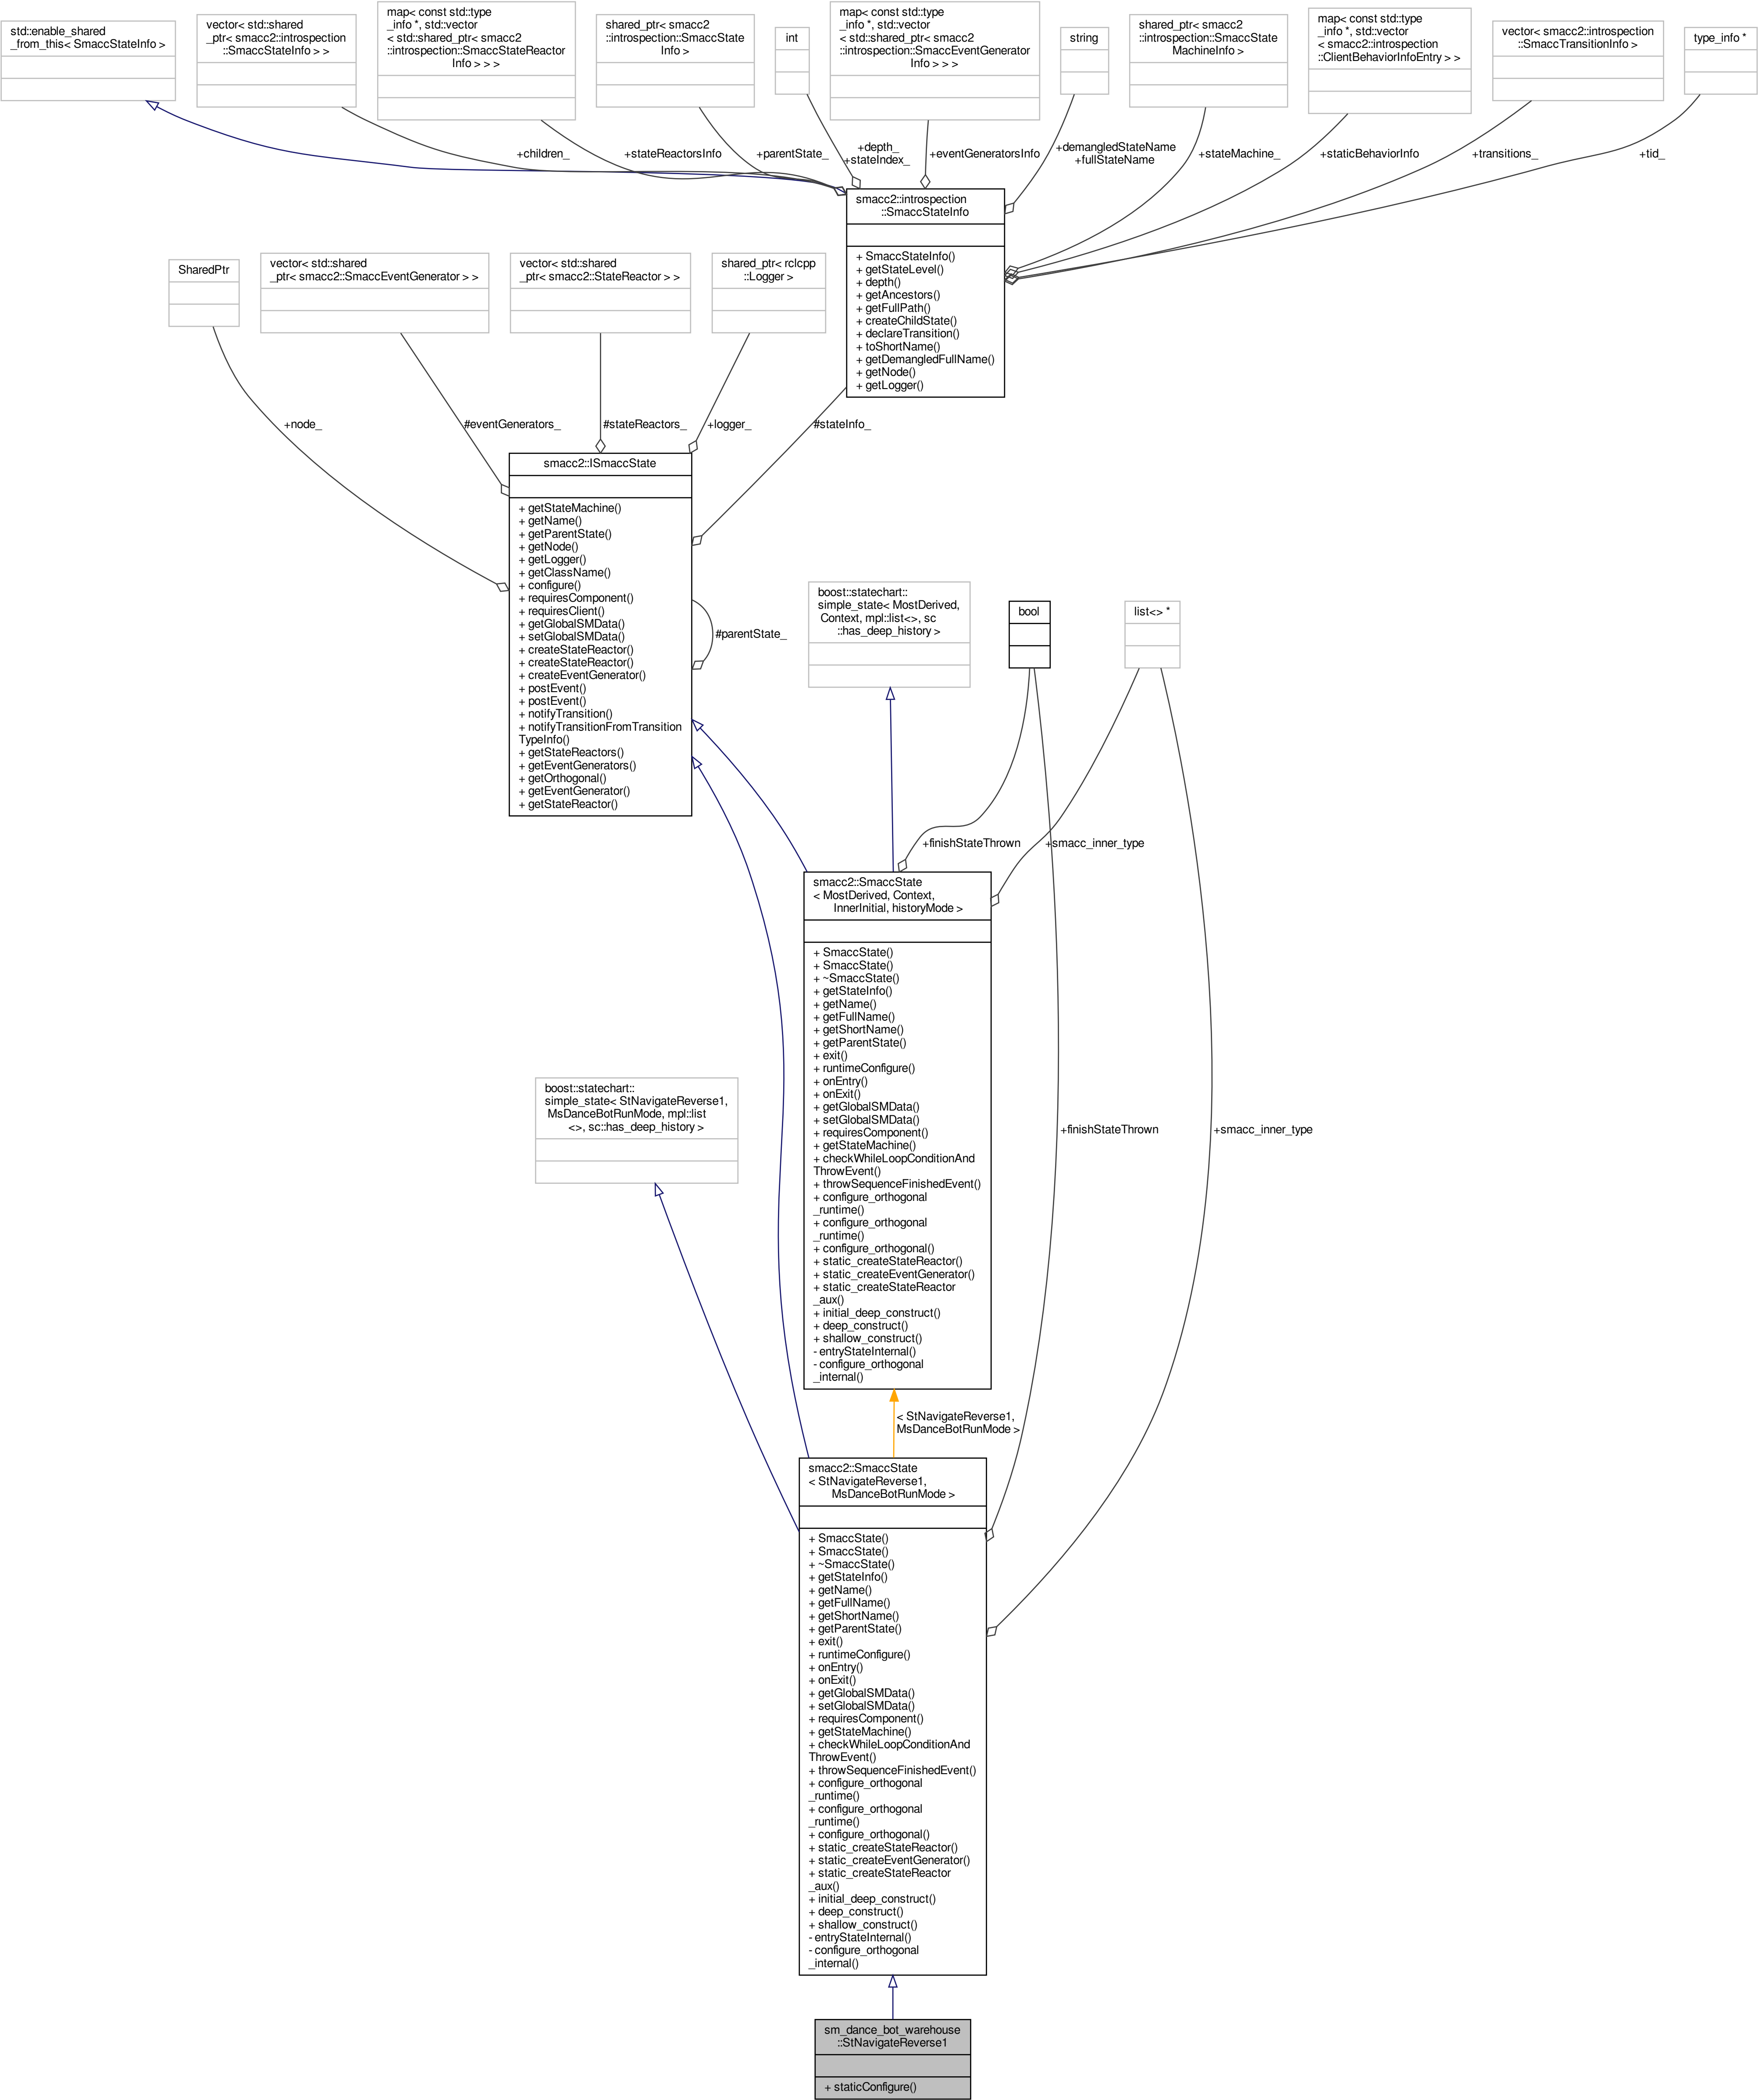 std::enable_shared
_from_this< SmaccStateInfo >
vector< std::shared
_ptr< smacc2::introspection
::SmaccStateInfo > >
map< const std::type
_info *, std::vector
< std::shared_ptr< smacc2
::introspection::SmaccStateReactor
Info > > >
shared_ptr< smacc2
::introspection::SmaccState
Info >
int
map< const std::type
_info *, std::vector
< std::shared_ptr< smacc2
::introspection::SmaccEventGenerator
Info > > >
string
shared_ptr< smacc2
::introspection::SmaccState
MachineInfo >
map< const std::type
_info *, std::vector
< smacc2::introspection
::ClientBehaviorInfoEntry > >
vector< smacc2::introspection
::SmaccTransitionInfo >
type_info *
+children_
+stateReactorsInfo
+parentState_
+depth_
+stateIndex_
+eventGeneratorsInfo
+demangledStateName
+fullStateName
+stateMachine_
+staticBehaviorInfo
+transitions_
+tid_
smacc2::introspection
::SmaccStateInfo
+ SmaccStateInfo()
+ getStateLevel()
+ depth()
+ getAncestors()
+ getFullPath()
+ createChildState()
+ declareTransition()
+ toShortName()
+ getDemangledFullName()
+ getNode()
+ getLogger()
SharedPtr
vector< std::shared
_ptr< smacc2::SmaccEventGenerator > >
vector< std::shared
_ptr< smacc2::StateReactor > >
shared_ptr< rclcpp
::Logger >
+node_
#eventGenerators_
#stateReactors_
+logger_
#stateInfo_
smacc2::ISmaccState
+ getStateMachine()
+ getName()
+ getParentState()
+ getNode()
+ getLogger()
+ getClassName()
+ configure()
+ requiresComponent()
+ requiresClient()
+ getGlobalSMData()
+ setGlobalSMData()
+ createStateReactor()
+ createStateReactor()
+ createEventGenerator()
+ postEvent()
+ postEvent()
+ notifyTransition()
+ notifyTransitionFromTransition
TypeInfo()
+ getStateReactors()
+ getEventGenerators()
+ getOrthogonal()
+ getEventGenerator()
+ getStateReactor()
#parentState_
boost::statechart::
simple_state< MostDerived,
Context, mpl::list<>, sc
::has_deep_history >
bool
list<> *
+finishStateThrown
+smacc_inner_type
smacc2::SmaccState
< MostDerived, Context,
InnerInitial, historyMode >
+ SmaccState()
+ SmaccState()
+ ~SmaccState()
+ getStateInfo()
+ getName()
+ getFullName()
+ getShortName()
+ getParentState()
+ exit()
+ runtimeConfigure()
+ onEntry()
+ onExit()
+ getGlobalSMData()
+ setGlobalSMData()
+ requiresComponent()
+ getStateMachine()
+ checkWhileLoopConditionAnd
ThrowEvent()
+ throwSequenceFinishedEvent()
+ configure_orthogonal
_runtime()
+ configure_orthogonal
_runtime()
+ configure_orthogonal()
+ static_createStateReactor()
+ static_createEventGenerator()
+ static_createStateReactor
_aux()
+ initial_deep_construct()
+ deep_construct()
+ shallow_construct()
- entryStateInternal()
- configure_orthogonal
_internal()
boost::statechart::
simple_state< StNavigateReverse1,
MsDanceBotRunMode, mpl::list
<>, sc::has_deep_history >
+finishStateThrown
+smacc_inner_type
< StNavigateReverse1,
MsDanceBotRunMode >
smacc2::SmaccState
< StNavigateReverse1,
MsDanceBotRunMode >
+ SmaccState()
+ SmaccState()
+ ~SmaccState()
+ getStateInfo()
+ getName()
+ getFullName()
+ getShortName()
+ getParentState()
+ exit()
+ runtimeConfigure()
+ onEntry()
+ onExit()
+ getGlobalSMData()
+ setGlobalSMData()
+ requiresComponent()
+ getStateMachine()
+ checkWhileLoopConditionAnd
ThrowEvent()
+ throwSequenceFinishedEvent()
+ configure_orthogonal
_runtime()
+ configure_orthogonal
_runtime()
+ configure_orthogonal()
+ static_createStateReactor()
+ static_createEventGenerator()
+ static_createStateReactor
_aux()
+ initial_deep_construct()
+ deep_construct()
+ shallow_construct()
- entryStateInternal()
- configure_orthogonal
_internal()
sm_dance_bot_warehouse
::StNavigateReverse1
+ staticConfigure()